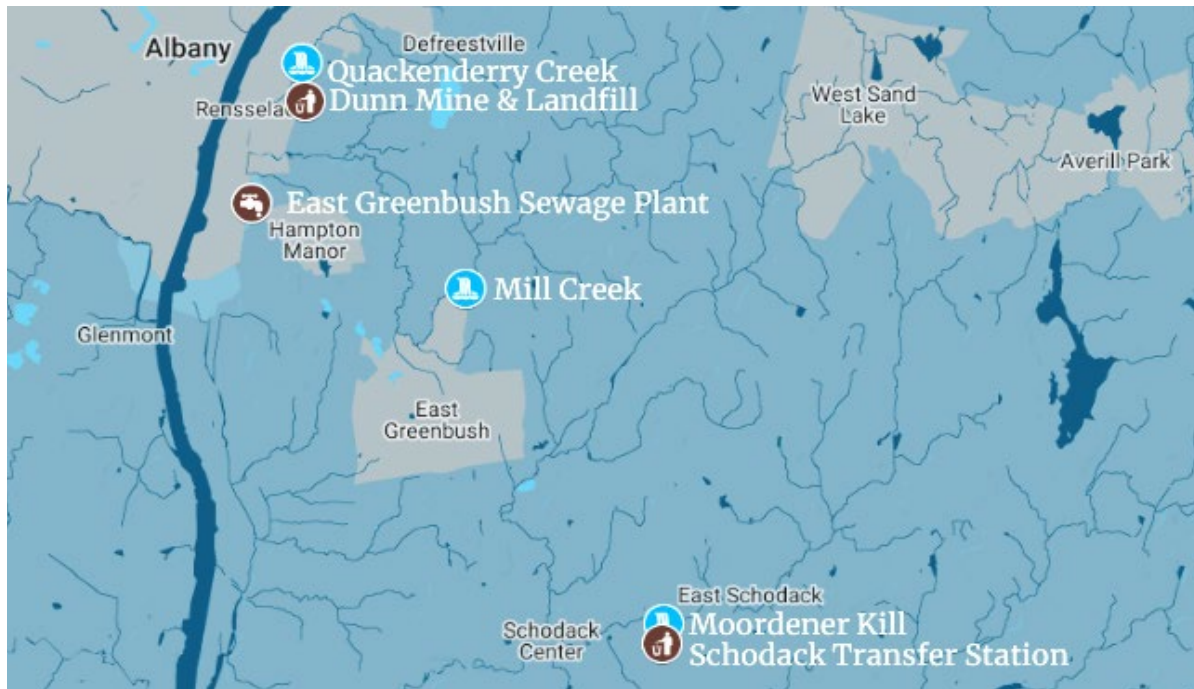 Albany
Defreestville
Quackenderry Creek
Dunn Mine & Landfill
West Sand
Lake
Averill Park
East Greenbush Sewage Plant
Hampton
Manor
Mill Creek
Glenmont
East
Greenbush
East Schodack
Moordener Kill
Schodack
Center
Schodack Transfer Station